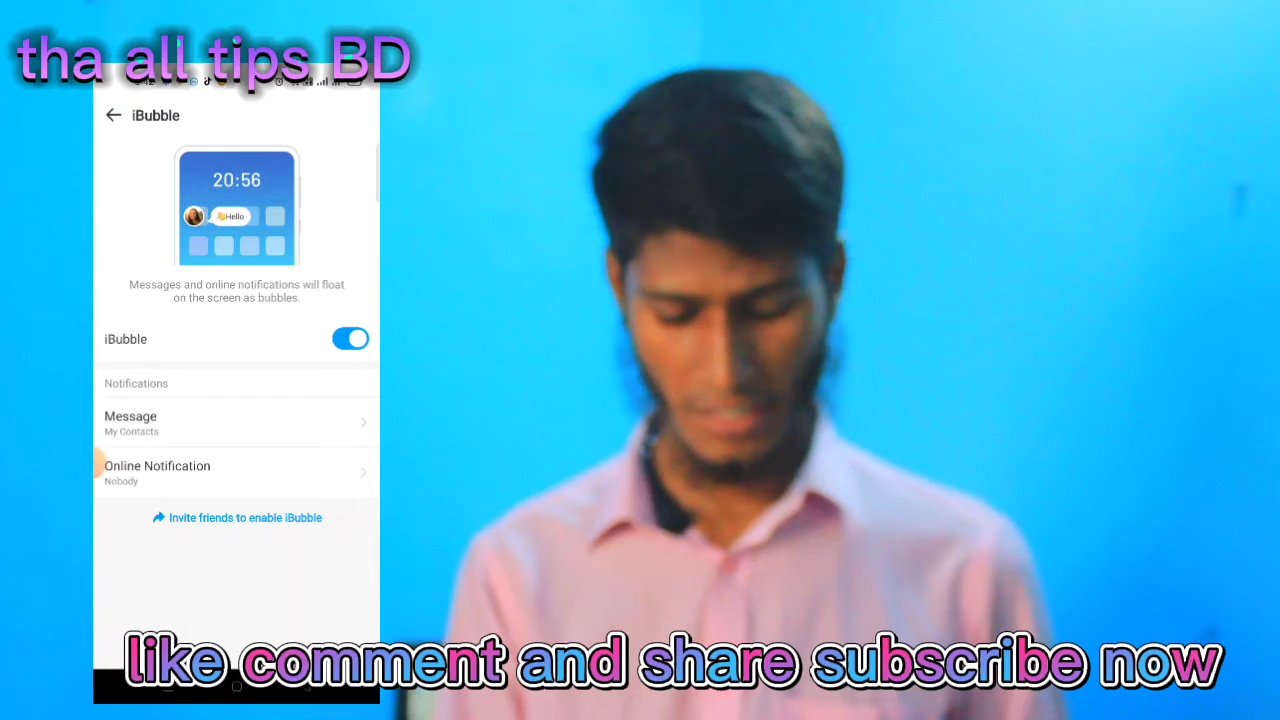 tha all tips BD
iBubble
20:56
👋Hello
Messages and online notifications will float
on the screen as bubbles.
iBubble
Notifications
Message
My Contacts
Online Notification
Nobody
Invite friends to enable iBubble
like comment and share subscribe now